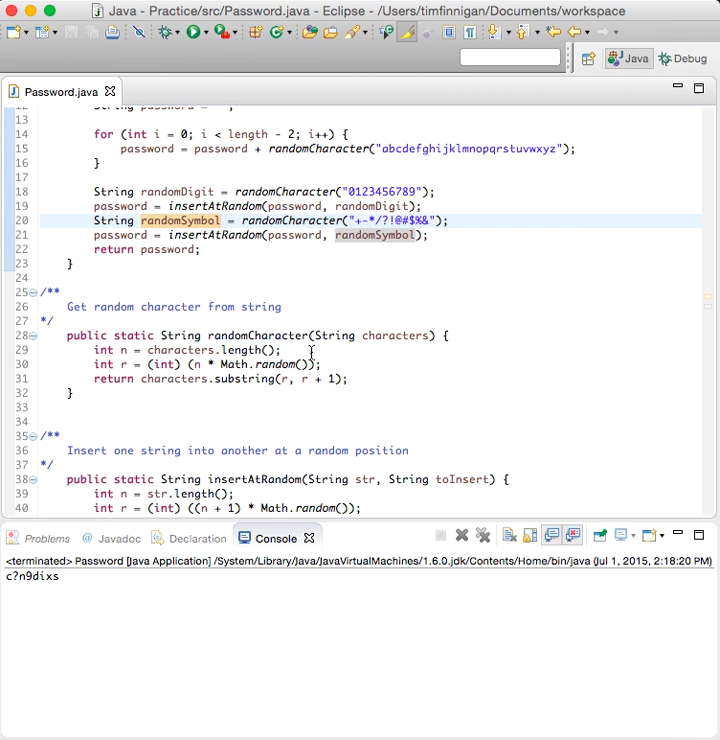 Java - Practice/src/Password.java - Eclipse - /Users/timfinnigan/Documents/workspace
Java Debug
Password.java
12 String password = "";
13
14 for (int i = 0; i < length - 2; i++) {
15 password = password + randomCharacter("abcdefghijklmnopqrstuvwxyz");
16 }
17
18 String randomDigit = randomCharacter("0123456789");
19 password = insertAtRandom(password, randomDigit);
20 String randomSymbol = randomCharacter("+-*/?!@#$%&");
21 password = insertAtRandom(password, randomSymbol);
22 return password;
23 }
24
25 /**
26 Get random character from string
27 */
28 public static String randomCharacter(String characters) {
29 int n = characters.length();
30 int r = (int) (n * Math.random());
31 return characters.substring(r, r + 1);
32 }
33
34
35 /**
36 Insert one string into another at a random position
37 */
38 public static String insertAtRandom(String str, String toInsert) {
39 int n = str.length();
40 int r = (int) ((n + 1) * Math.random());
Problems @ Javadoc Declaration Console
<terminated> Password [Java Application] /System/Library/Java/JavaVirtualMachines/1.6.0.jdk/Contents/Home/bin/java (Jul 1, 2015, 2:18:20 PM)
c?n9dixs